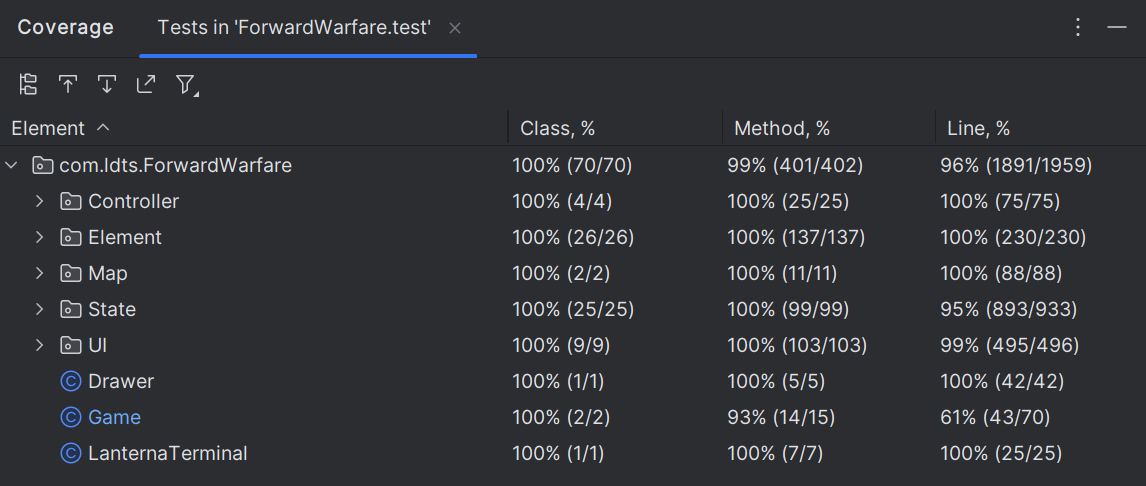 Coverage Tests in 'ForwardWarfare.test'
Element Class, % Method, % Line, %
com.ldts.ForwardWarfare 100% (70/70) 99% (401/402) 96% (1891/1959)
Controller 100% (4/4) 100% (25/25) 100% (75/75)
Element 100% (26/26) 100% (137/137) 100% (230/230)
Map 100% (2/2) 100% (11/11) 100% (88/88)
State 100% (25/25) 100% (99/99) 95% (893/933)
UI 100% (9/9) 100% (103/103) 99% (495/496)
C Drawer 100% (1/1) 100% (5/5) 100% (42/42)
C Game 100% (2/2) 93% (14/15) 61% (43/70)
C LanternaTerminal 100% (1/1) 100% (7/7) 100% (25/25)